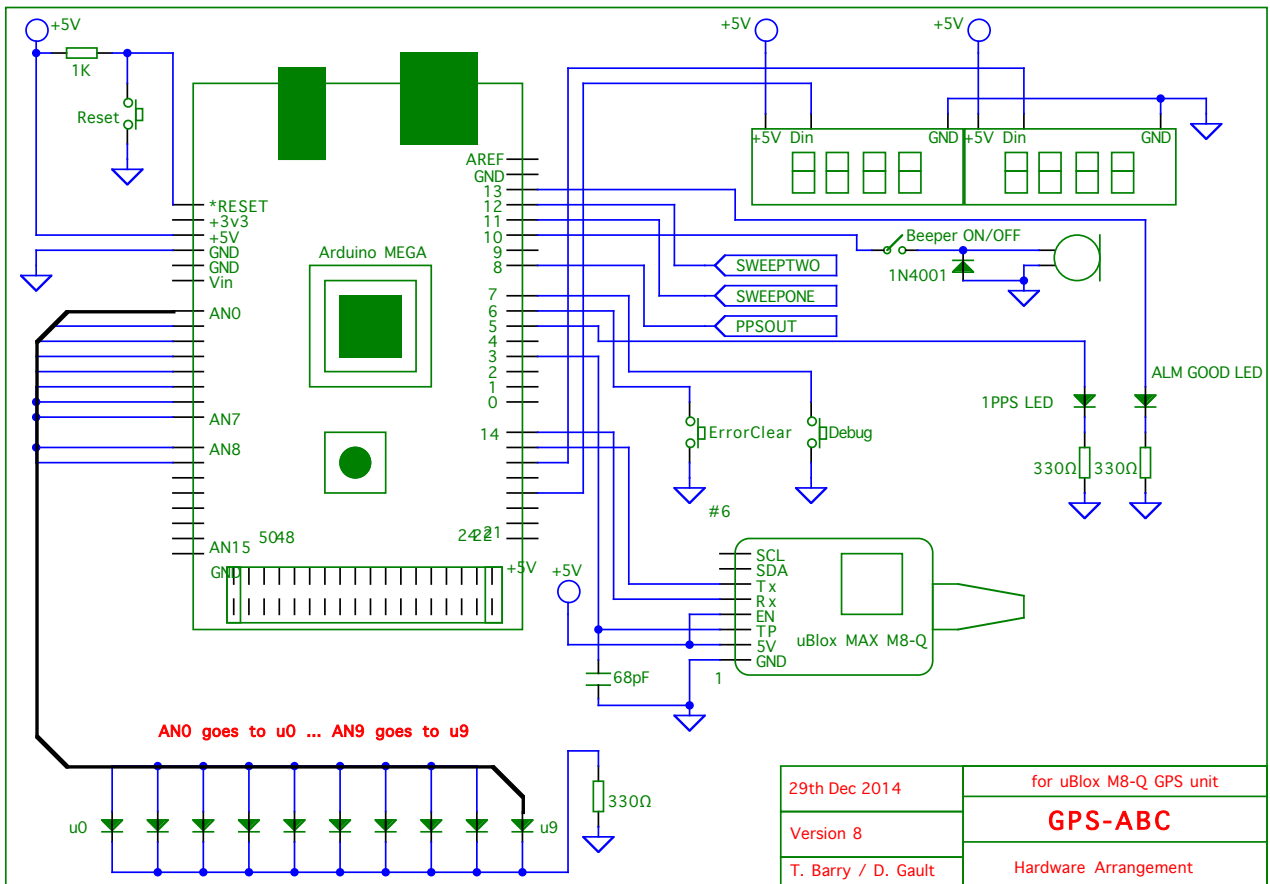 +5V
1K
Reset
*RESET
+3v3
+5V
GND
GND
Vin
AN0
AN7
AN8
AN15
GND
5048
2422
21
+5V
Arduino MEGA
AREF
GND
13
12
11
10
9
8
7
6
5
4
3
2
1
0
14
+5V
+5V
+5V Din GND
+5V Din GND
Beeper ON/OFF
1N4001
SWEEPTWO
SWEEPONE
PPSOUT
ALM GOOD LED
1PPS LED
ErrorClear
Debug
330Ω
330Ω
#6
+5V
SCL
SDA
Tx
Rx
EN
TP
5V
GND
uBlox MAX M8-Q
1
68pF
AN0 goes to u0 ... AN9 goes to u9
u0
u9
330Ω
29th Dec 2014
for uBlox M8-Q GPS unit
Version 8
GPS-ABC
T. Barry / D. Gault
Hardware Arrangement